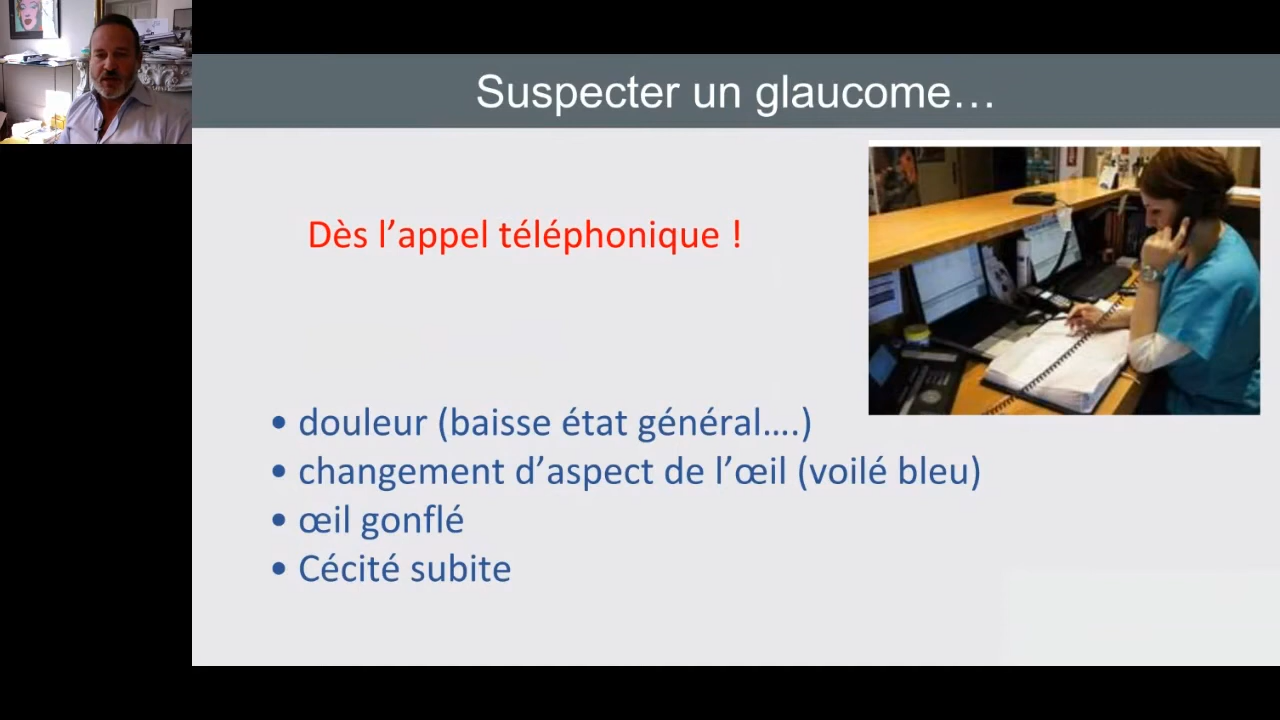 Suspecter un glaucome…
Dès l’appel téléphonique !
• douleur (baisse état général….)
• changement d’aspect de l’œil (voilé bleu)
• œil gonflé
• Cécité subite